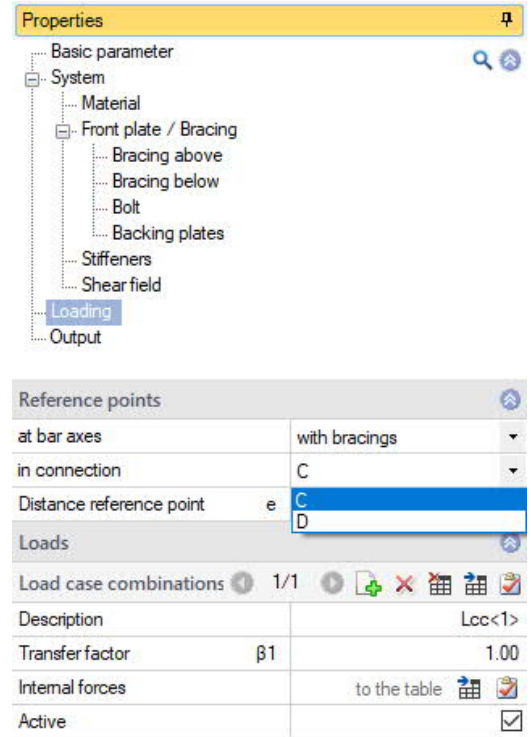 Properties
Basic parameter
System
Material
Front plate / Bracing
Bracing above
Bracing below
Bolt
Backing plates
Stiffeners
Shear field
Loading
Output
Reference points
at bar axes with bracings
in connection C
Distance reference point e C
D
Loads
Load case combinations 1/1
Description Lcc<1>
Transfer factor β1 1.00
Internal forces to the table
Active